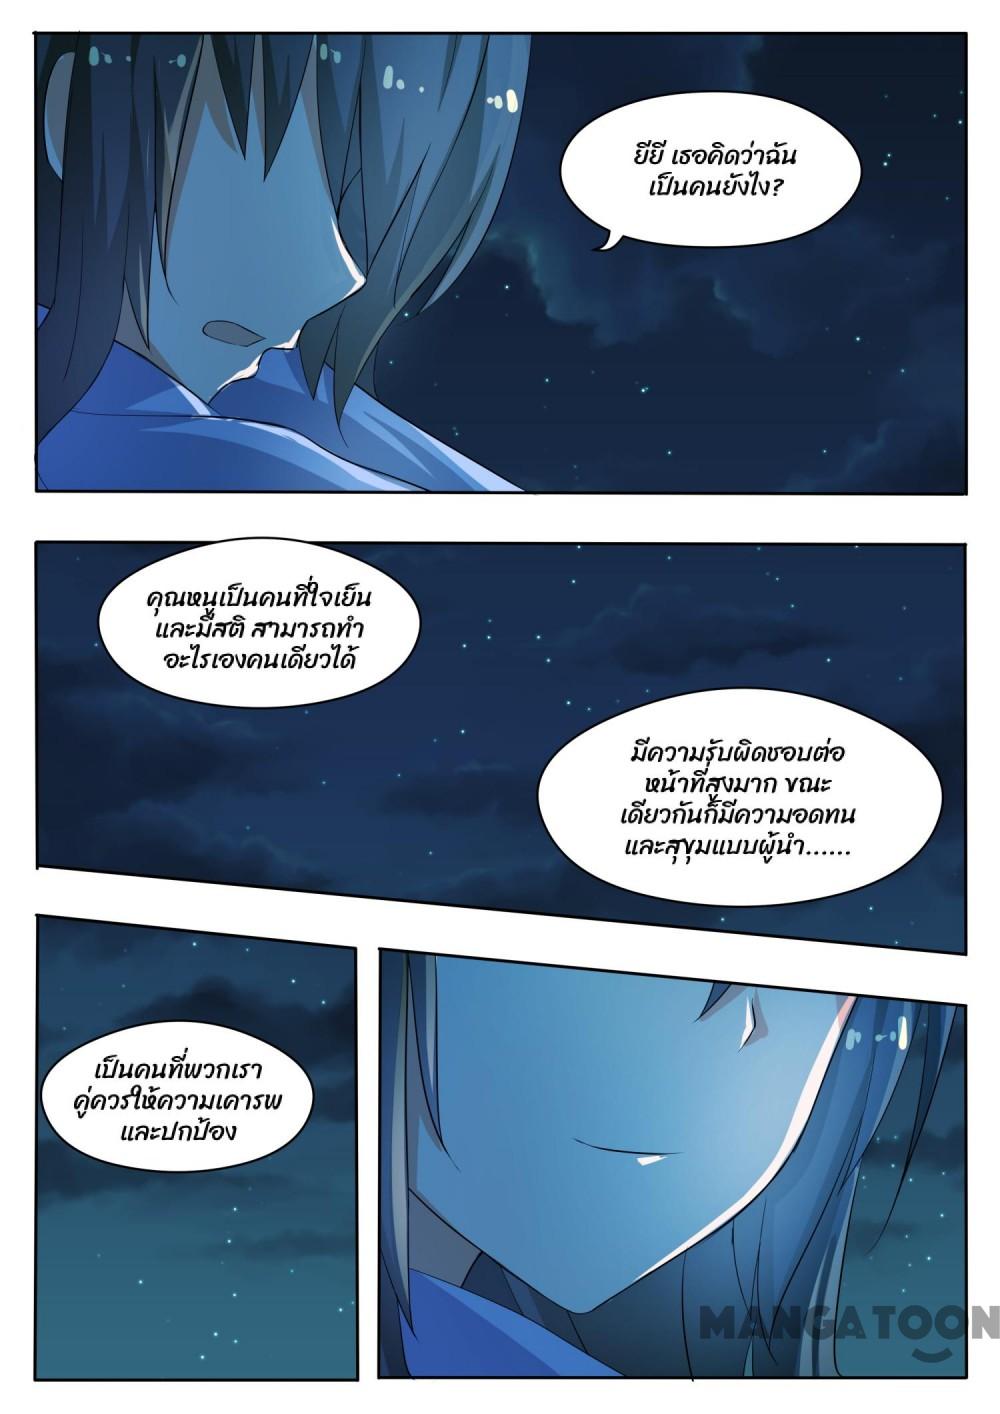 ยียี เธอคิดว่าฉัน
เป็นคนยังไง?
คุณหนูเป็นคนที่ใจเย็น
และมีสติ สามารถทำ
อะไรเองคนเดียวได้
มีความรับผิดชอบต่อ
หน้าที่สูงมาก ขณะ
เดียวกันก็มีความอดทน
และสุขุมแบบผู้นำ......
เป็นคนที่พวกเรา
คู่ควรให้ความเคารพ
และปกป้อง
MANGATOON